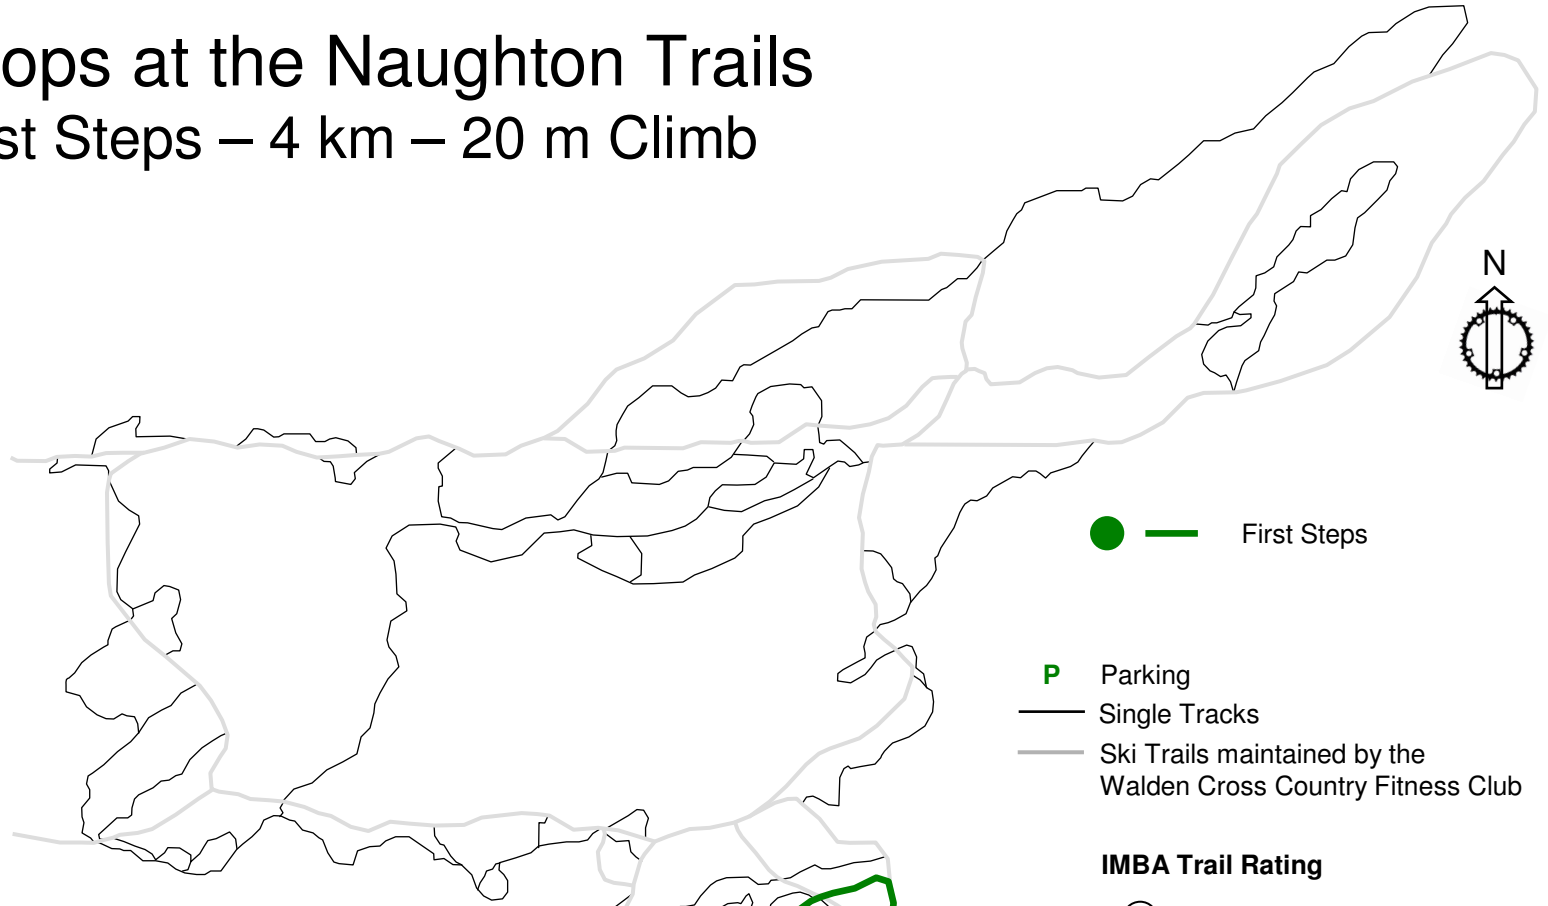 ops at the Naughton Trails
st Steps – 4 km – 20 m Climb
N
First Steps
P Parking
Single Tracks
Ski Trails maintained by the
Walden Cross Country Fitness Club
IMBA Trail Rating